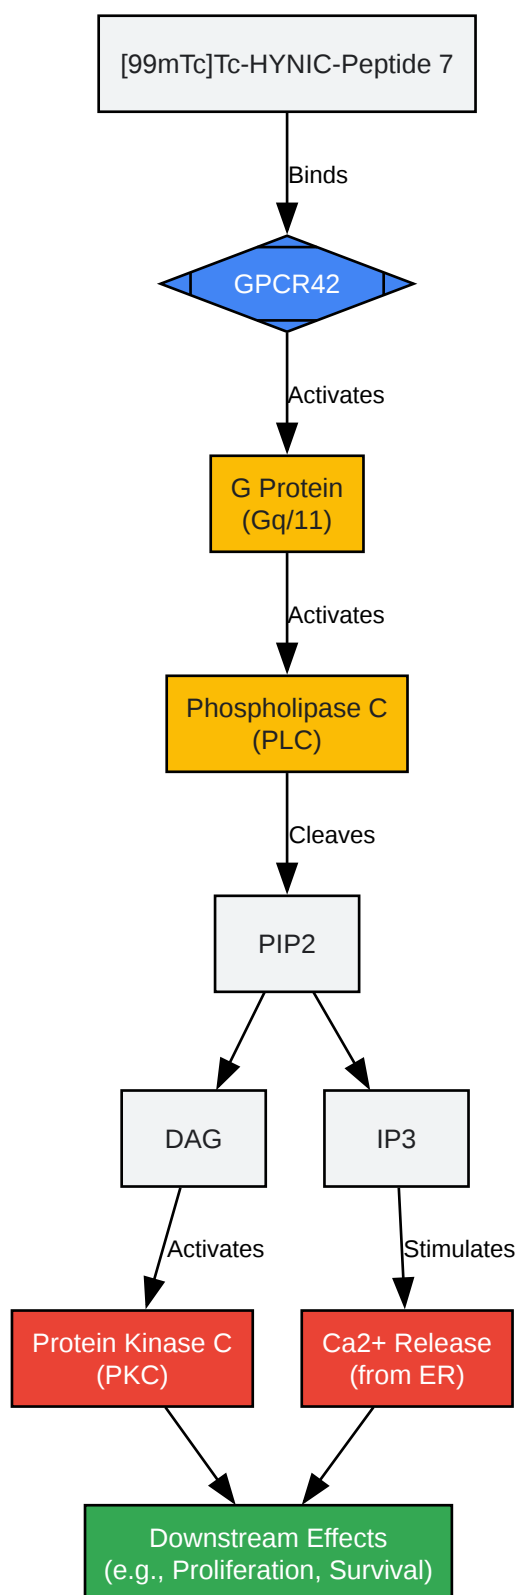 [99mTc]Tc-HYNIC-Peptide 7
Binds
GPCR42
Activates
G Protein
(Gq/11)
Activates
Phospholipase C
(PLC)
Cleaves
PIP2
DAG
IP3
Activates
Stimulates
Protein Kinase C
(PKC)
Ca2+ Release
(from ER)
Downstream Effects
(e.g., Proliferation, Survival)